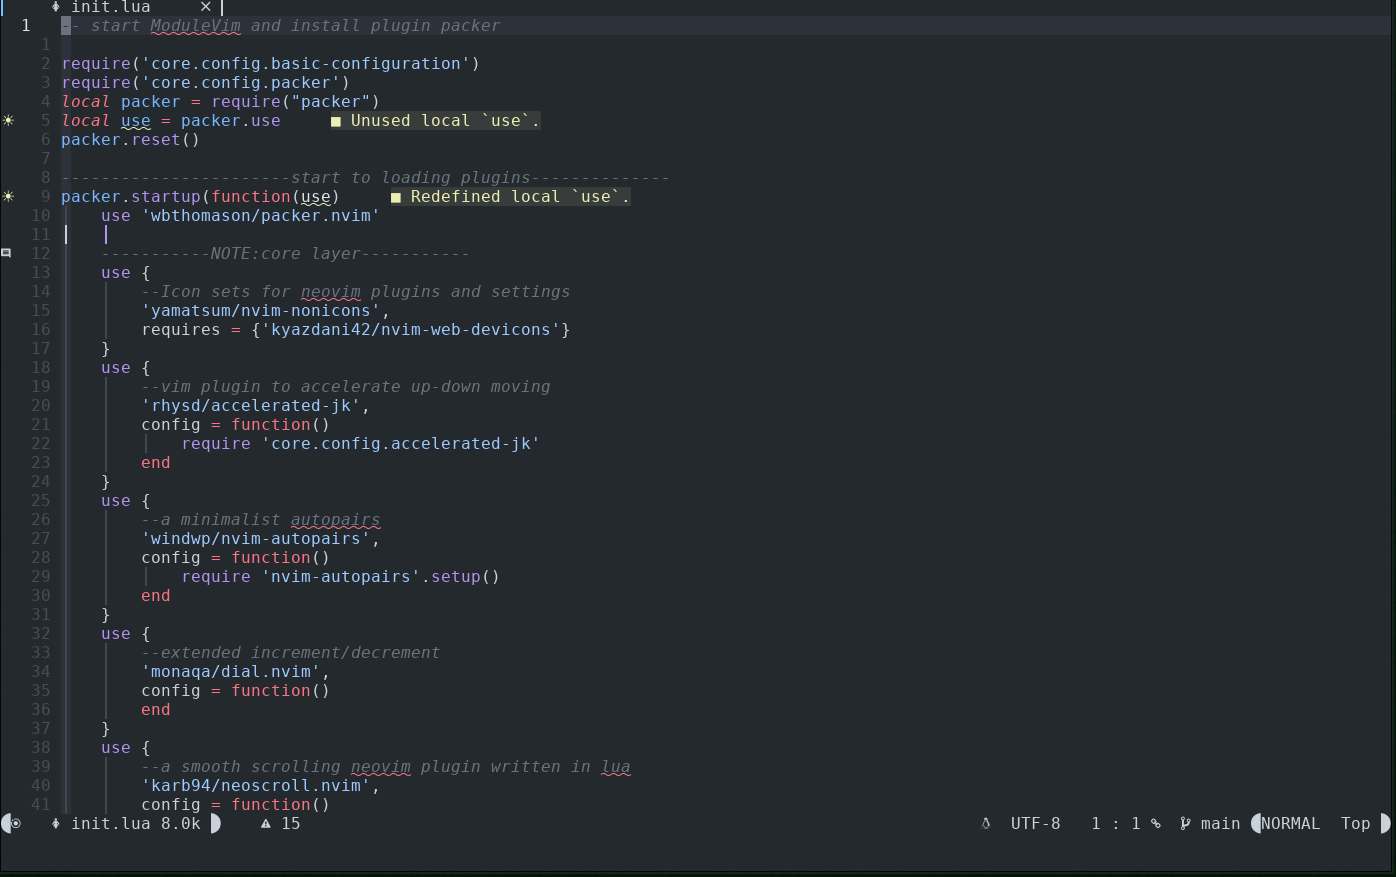 init.lua ✕
1 -- start ModuleVim and install plugin packer
1
2 require('core.config.basic-configuration')
3 require('core.config.packer')
4 local packer = require("packer")
5 local use = packer.use ■ Unused local `use`.
6 packer.reset()
7
8 -----------------------start to loading plugins--------------
9 packer.startup(function(use) ■ Redefined local `use`.
10 use 'wbthomason/packer.nvim'
11
12 -----------NOTE:core layer-----------
13 use {
14 --Icon sets for neovim plugins and settings
15 'yamatsum/nvim-nonicons',
16 requires = {'kyazdani42/nvim-web-devicons'}
17 }
18 use {
19 --vim plugin to accelerate up-down moving
20 'rhysd/accelerated-jk',
21 config = function()
22 require 'core.config.accelerated-jk'
23 end
24 }
25 use {
26 --a minimalist autopairs
27 'windwp/nvim-autopairs',
28 config = function()
29 require 'nvim-autopairs'.setup()
30 end
31 }
32 use {
33 --extended increment/decrement
34 'monaqa/dial.nvim',
35 config = function()
36 end
37 }
38 use {
39 --a smooth scrolling neovim plugin written in lua
40 'karb94/neoscroll.nvim',
41 config = function()
init.lua 8.0k 15 UTF-8 1 : 1 % main NORMAL Top